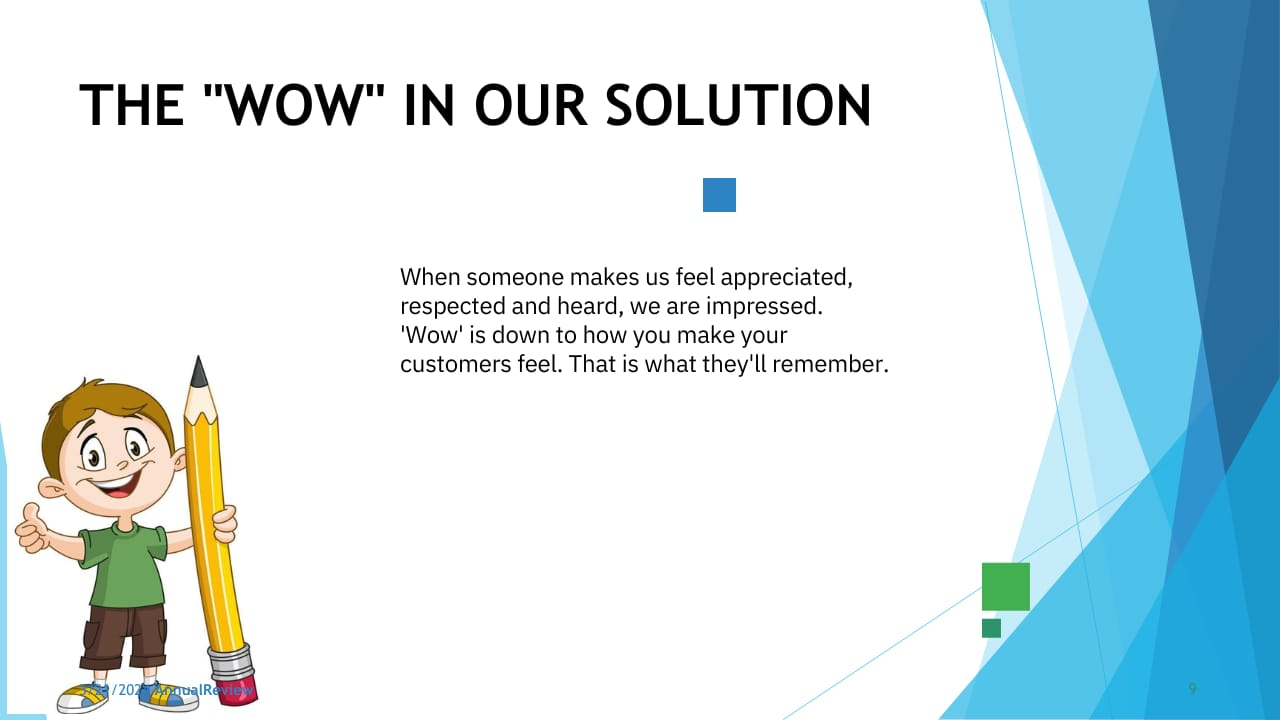 THE "WOW" IN OUR SOLUTION
When someone makes us feel appreciated,
respected and heard, we are impressed.
'Wow' is down to how you make your
customers feel. That is what they'll remember.
AnnualReview
9